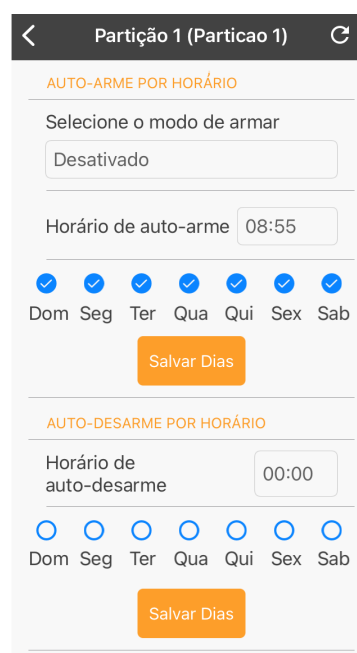 Partição 1 (Particao 1)
AUTO-ARME POR HORÁRIO
Selecione o modo de armar
Desativado
Horário de auto-arme 08:55
Dom Seg Ter Qua Qui Sex Sab
Salvar Dias
AUTO-DESARME POR HORÁRIO
Horário de
auto-desarme 00:00
Dom Seg Ter Qua Qui Sex Sab
Salvar Dias